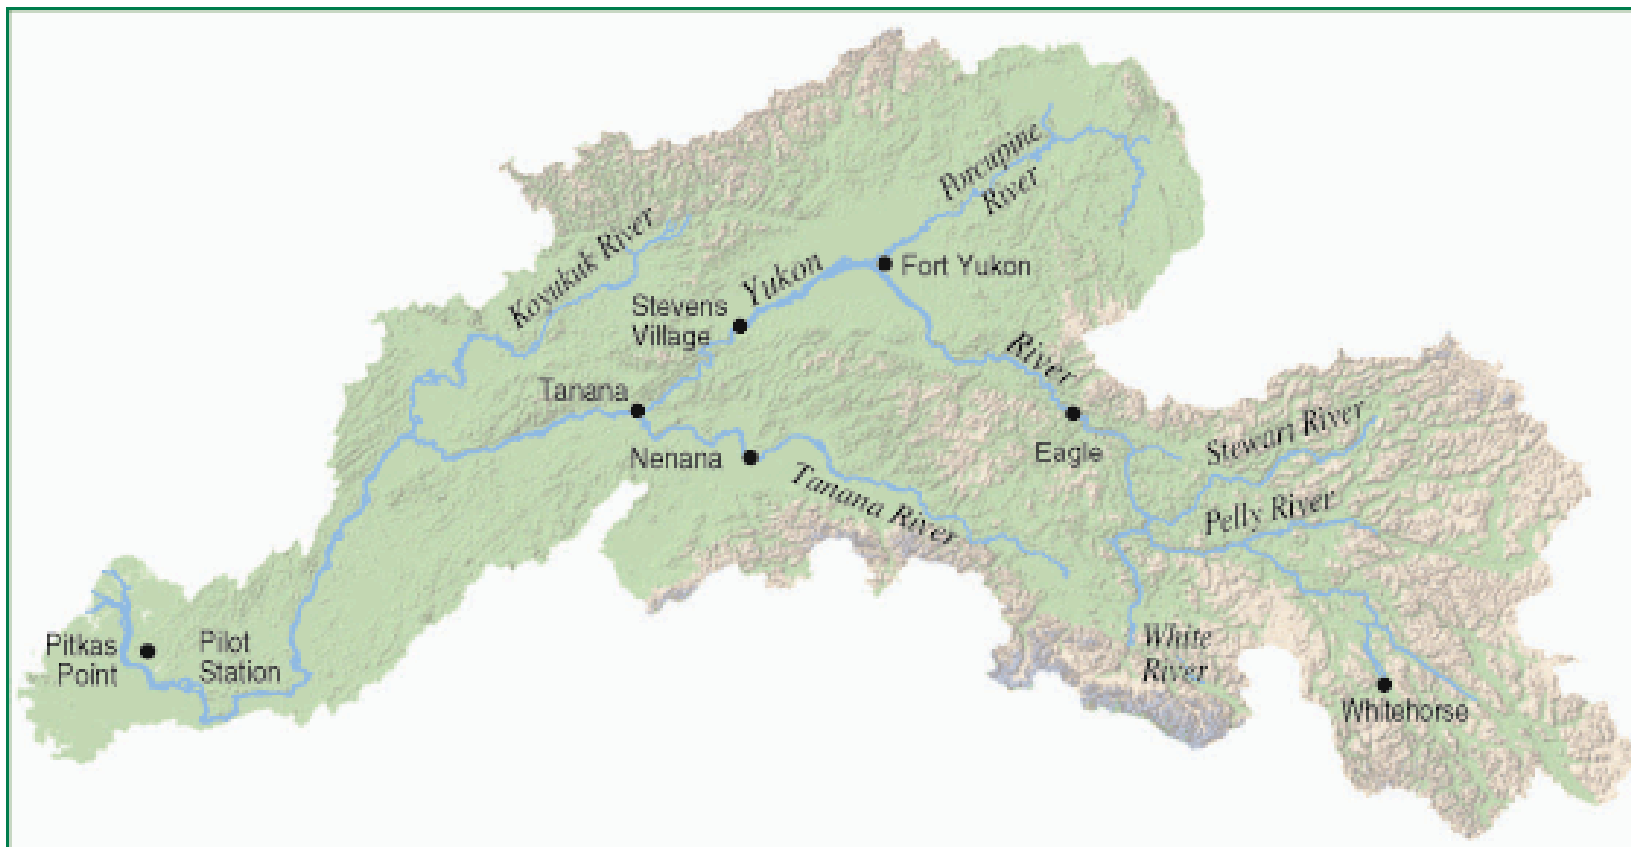 Porcupine
River
Koyukuk River
Yukon
Fort Yukon
Stevens
Village
River
Tanana
Stewart River
Eagle
Nenana
Tanana River
Pelly River
White
River
Pitkas
Point
Pilot
Station
Whitehorse